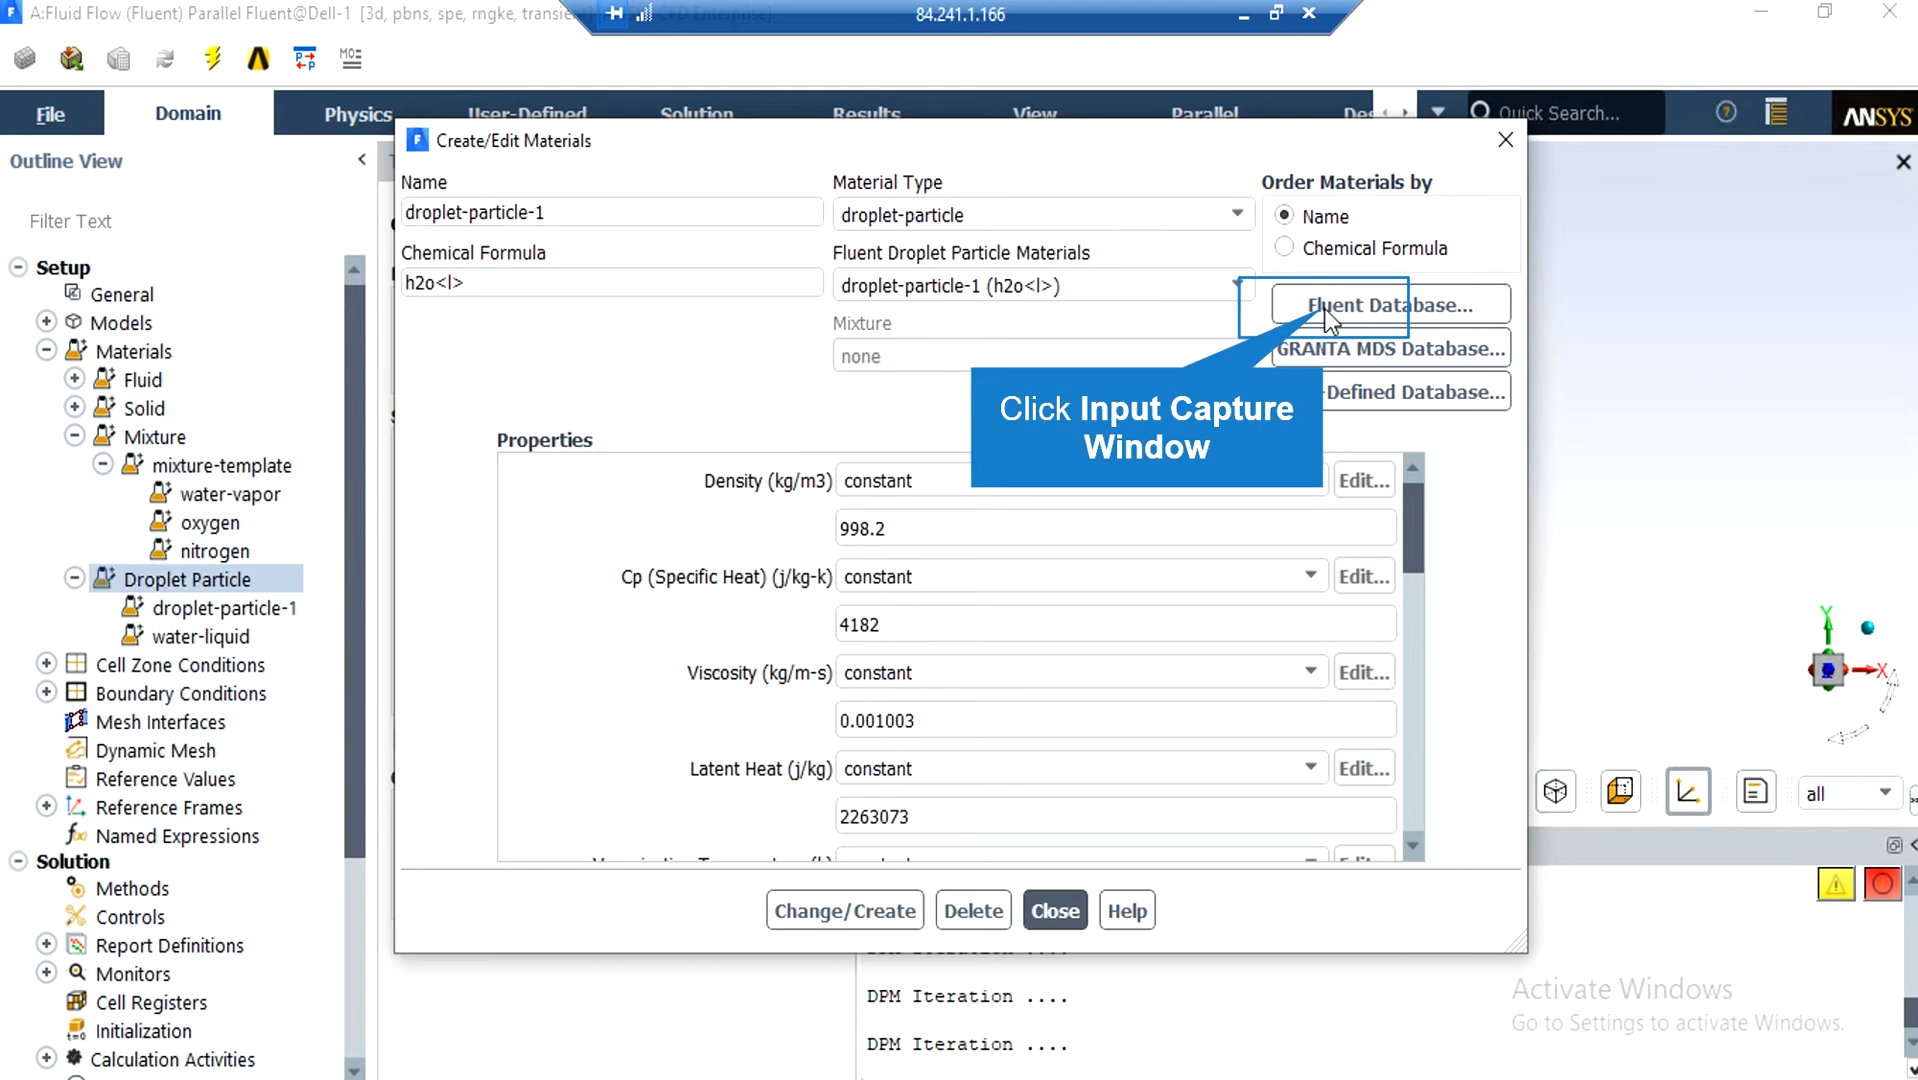 A:Fluid Flow (Fluent) Parallel Fluent@Dell-1 [3d, pbns, spe, rngke, transient]
84.241.1.166
File
Domain
Physics
User-Defined
Solution
Results
View
Parallel
Quick Search...
ANSYS
Outline View
Filter Text
Setup
General
Models
Materials
Fluid
Solid
Mixture
mixture-template
water-vapor
oxygen
nitrogen
Droplet Particle
droplet-particle-1
water-liquid
Cell Zone Conditions
Boundary Conditions
Mesh Interfaces
Dynamic Mesh
Reference Values
Reference Frames
Named Expressions
Solution
Methods
Controls
Report Definitions
Monitors
Cell Registers
Initialization
Calculation Activities
Create/Edit Materials
Name
droplet-particle-1
Chemical Formula
h2o<l>
Material Type
droplet-particle
Fluent Droplet Particle Materials
droplet-particle-1 (h2o<l>)
Mixture
none
Order Materials by
Name
Chemical Formula
Fluent Database...
GRANTA MDS Database...
-Defined Database...
Click Input Capture
Window
Properties
Density (kg/m3) constant Edit...
998.2
Cp (Specific Heat) (j/kg-k) constant Edit...
4182
Viscosity (kg/m-s) constant Edit...
0.001003
Latent Heat (j/kg) constant Edit...
2263073
Change/Create
Delete
Close
Help
DPM Iteration ....
DPM Iteration ....
Y
X
all
Activate Windows
Go to Settings to activate Windows.